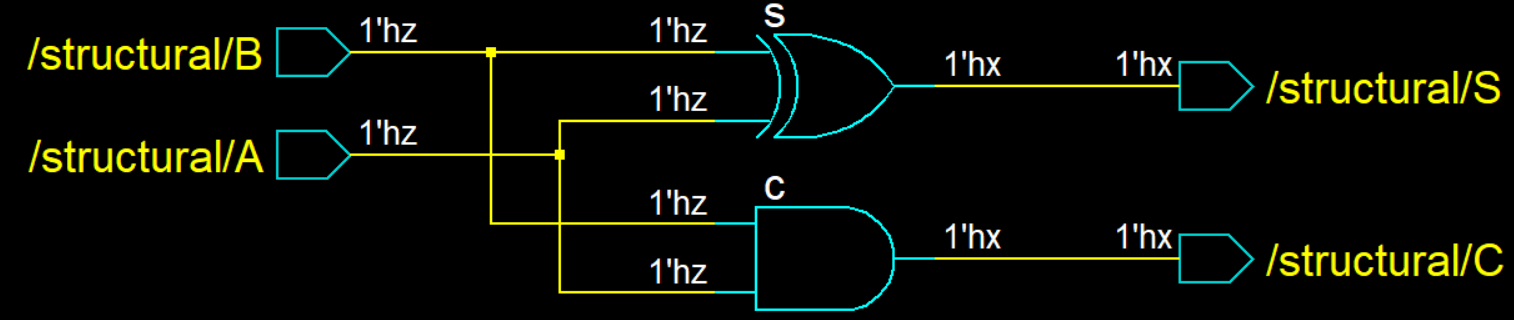 /structural/B 1'hz 1'hz S
1'hz 1'hx 1'hx /structural/S
/structural/A 1'hz
1'hz C
1'hz 1'hx 1'hx /structural/C